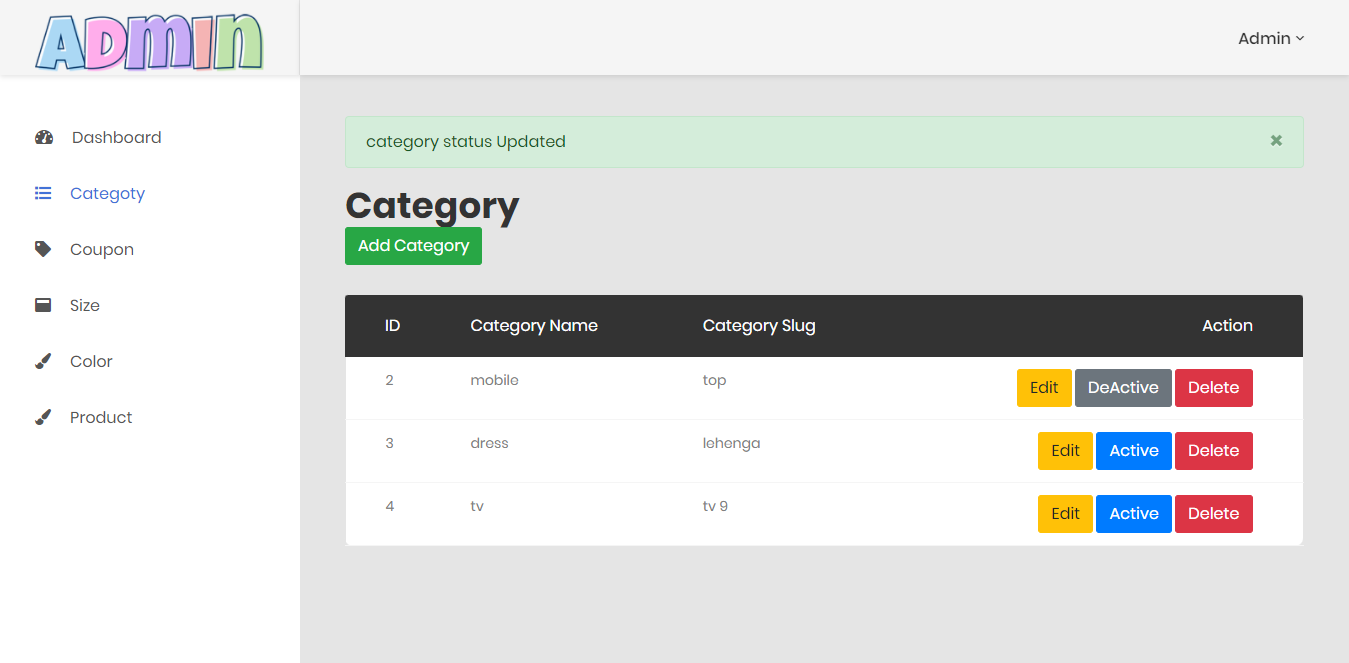 ADMIN
Admin
Dashboard
Categoty
Coupon
Size
Color
Product
category status Updated
Category
Add Category
ID Category Name Category Slug Action
2 mobile top Edit DeActive Delete
3 dress lehenga Edit Active Delete
4 tv tv 9 Edit Active Delete